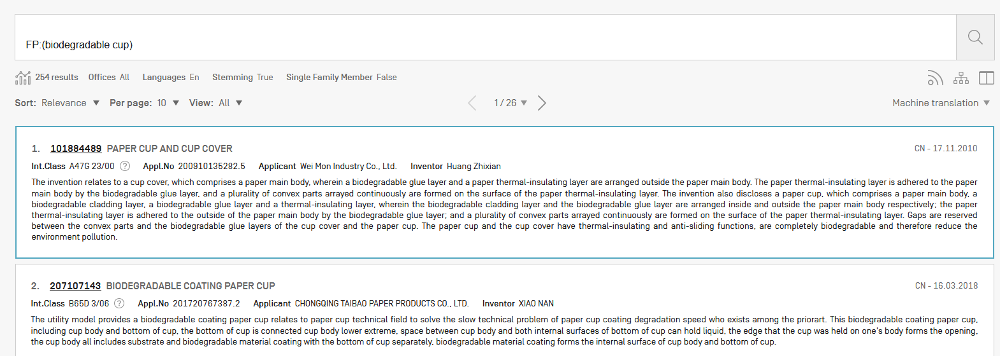 FP:(biodegradable cup)
254 results Offices All Languages En Stemming True Single Family Member False
Sort: Relevance Per page: 10 View: All 1 / 26 Machine translation
1. 101884489 PAPER CUP AND CUP COVER CN - 17.11.2010
Int.Class A47G 23/00 ? Appl.No 200910135282.5 Applicant Wei Mon Industry Co., Ltd. Inventor Huang Zhixian
The invention relates to a cup cover, which comprises a paper main body, wherein a biodegradable glue layer and a paper thermal-insulating layer are arranged outside the paper main body. The paper thermal-insulating layer is adhered to the paper
main body by the biodegradable glue layer, and a plurality of convex parts arrayed continuously are formed on the surface of the paper thermal-insulating layer. The invention also discloses a paper cup, which comprises a paper main body, a
biodegradable cladding layer, a biodegradable glue layer and a thermal-insulating layer, wherein the biodegradable cladding layer and the biodegradable glue layer are arranged inside and outside the paper main body respectively; the paper
thermal-insulating layer is adhered to the outside of the paper main body by the biodegradable glue layer; and a plurality of convex parts arrayed continuously are formed on the surface of the paper thermal-insulating layer. Gaps are reserved
between the convex parts and the biodegradable glue layers of the cup cover and the paper cup. The paper cup and the cup cover have thermal-insulating and anti-sliding functions, are completely biodegradable and therefore reduce the
environment pollution.
2. 207107143 BIODEGRADABLE COATING PAPER CUP CN - 16.03.2018
Int.Class B65D 3/06 ? Appl.No 201720767387.2 Applicant CHONGQING TAIBAO PAPER PRODUCTS CO., LTD. Inventor XIAO NAN
The utility model provides a biodegradable coating paper cup relates to paper cup technical field to solve the slow technical problem of paper cup coating degradation speed who exists among the priorart. This biodegradable coating paper cup,
including cup body and bottom of cup, the bottom of cup is connected cup body lower extreme, space between cup body and both internal surfaces of bottom of cup can hold liquid, the edge that the cup was held on one's body forms the opening,
the cup body all includes substrate and biodegradable material coating with the bottom of cup separately, biodegradable material coating forms the internal surface of cup body and bottom of cup.